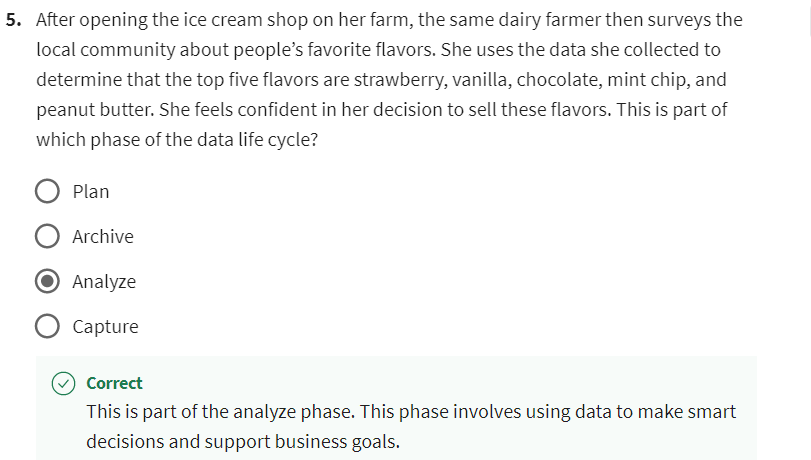 5. After opening the ice cream shop on her farm, the same dairy farmer then surveys the
local community about people’s favorite flavors. She uses the data she collected to
determine that the top five flavors are strawberry, vanilla, chocolate, mint chip, and
peanut butter. She feels confident in her decision to sell these flavors. This is part of
which phase of the data life cycle?
Plan
Archive
Analyze
Capture
Correct
This is part of the analyze phase. This phase involves using data to make smart
decisions and support business goals.